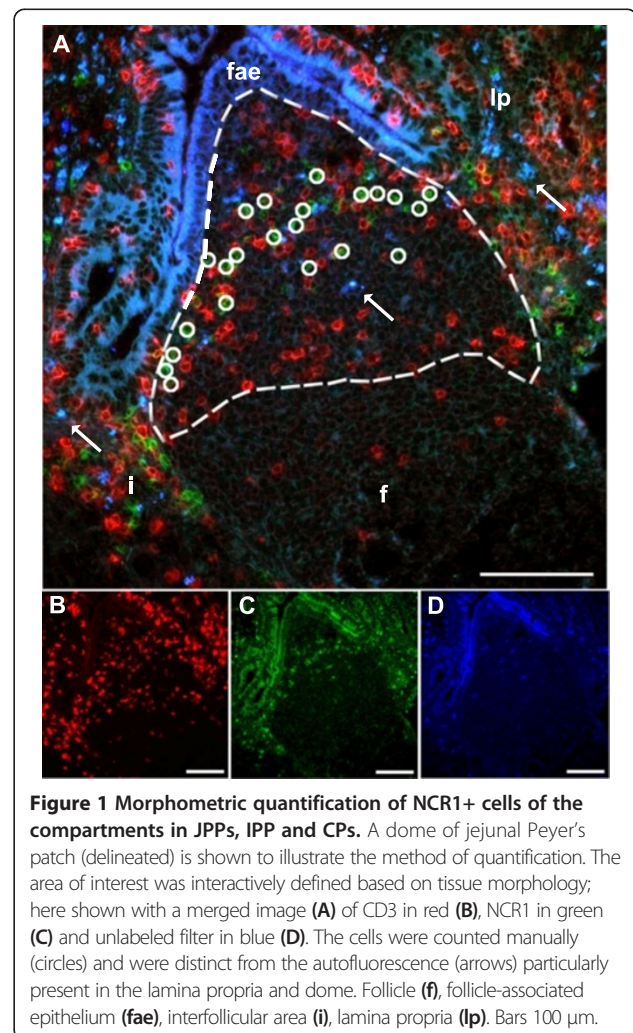 A
fae
lp
i
f
B
C
D
Figure 1 Morphometric quantification of NCR1+ cells of the
compartments in JPPs, IPP and CPs. A dome of jejunal Peyer's
patch (delineated) is shown to illustrate the method of quantification. The
area of interest was interactively defined based on tissue morphology;
here shown with a merged image (A) of CD3 in red (B), NCR1 in green
(C) and unlabeled filter in blue (D). The cells were counted manually
(circles) and were distinct from the autofluorescence (arrows) particularly
present in the lamina propria and dome. Follicle (f), follicle-associated
epithelium (fae), interfollicular area (i), lamina propria (lp). Bars 100 μm.